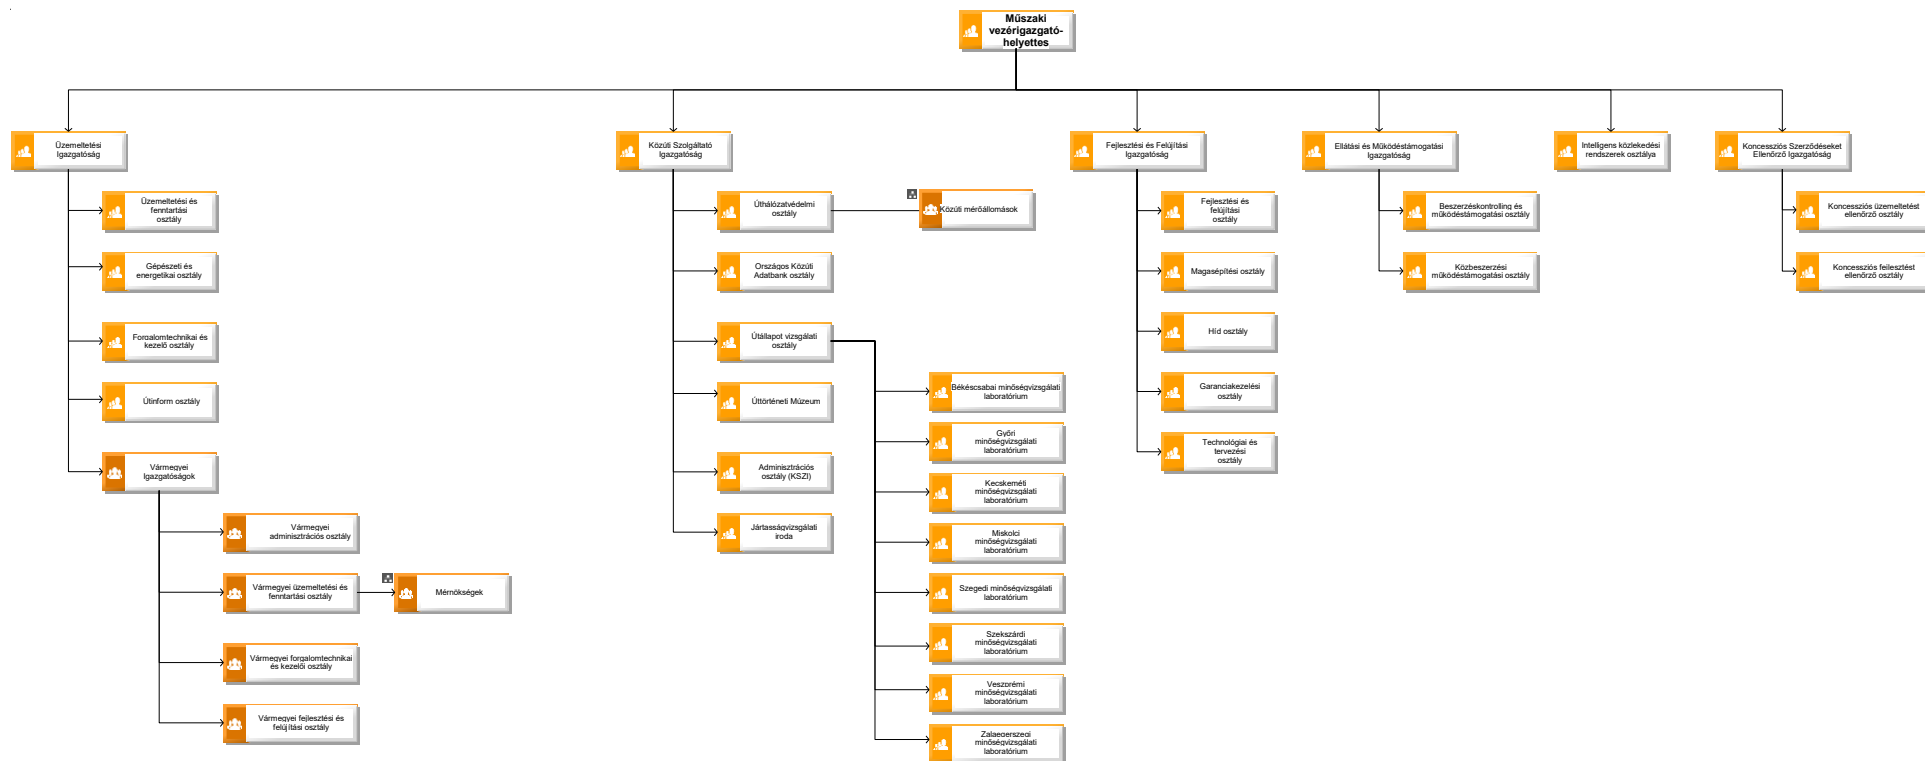 Műszaki
vezérigazgató-
helyettes
Üzemeltetési
Igazgatóság
Közúti Szolgáltató
Igazgatóság
Fejlesztési és Felújítási
Igazgatóság
Ellátási és Működéstámogatási
Igazgatóság
Intelligens közlekedési
rendszerek osztálya
Koncessziós Szerződéseket
Ellenőrző Igazgatóság
Üzemeltetési és
fenntartási
osztály
Gépészeti és
energetikai osztály
Forgalomtechnikai és
kezelő osztály
Útinform osztály
Vármegyei
Igazgatóságok
Vármegyei
adminisztrációs osztály
Vármegyei üzemeltetési és
fenntartási osztály
Mérnökségek
Vármegyei forgalomtechnikai
és kezelői osztály
Vármegyei fejlesztési és
felújítási osztály
Úthálózatvédelmi
osztály
Közúti mérőállomások
Országos Közúti
Adatbank osztály
Útállapot vizsgálati
osztály
Úttörténeti Múzeum
Adminisztrációs
osztály (KSZI)
Jártasságvizsgálati
iroda
Békéscsabai minőségvizsgálati
laboratórium
Győri
minőségvizsgálati
laboratórium
Kecskeméti
minőségvizsgálati
laboratórium
Miskolci
minőségvizsgálati
laboratórium
Szegedi minőségvizsgálati
laboratórium
Szekszárdi
minőségvizsgálati
laboratórium
Veszprémi
minőségvizsgálati
laboratórium
Zalaegerszegi
minőségvizsgálati
laboratórium
Fejlesztési és
felújítási
osztály
Magasépítési osztály
Híd osztály
Garanciakezelési
osztály
Technológiai és
tervezési
osztály
Beszerzéskontrolling és
működéstámogatási osztály
Közbeszerzési
működéstámogatási osztály
Koncessziós üzemeltetést
ellenőrző osztály
Koncessziós fejlesztést
ellenőrző osztály